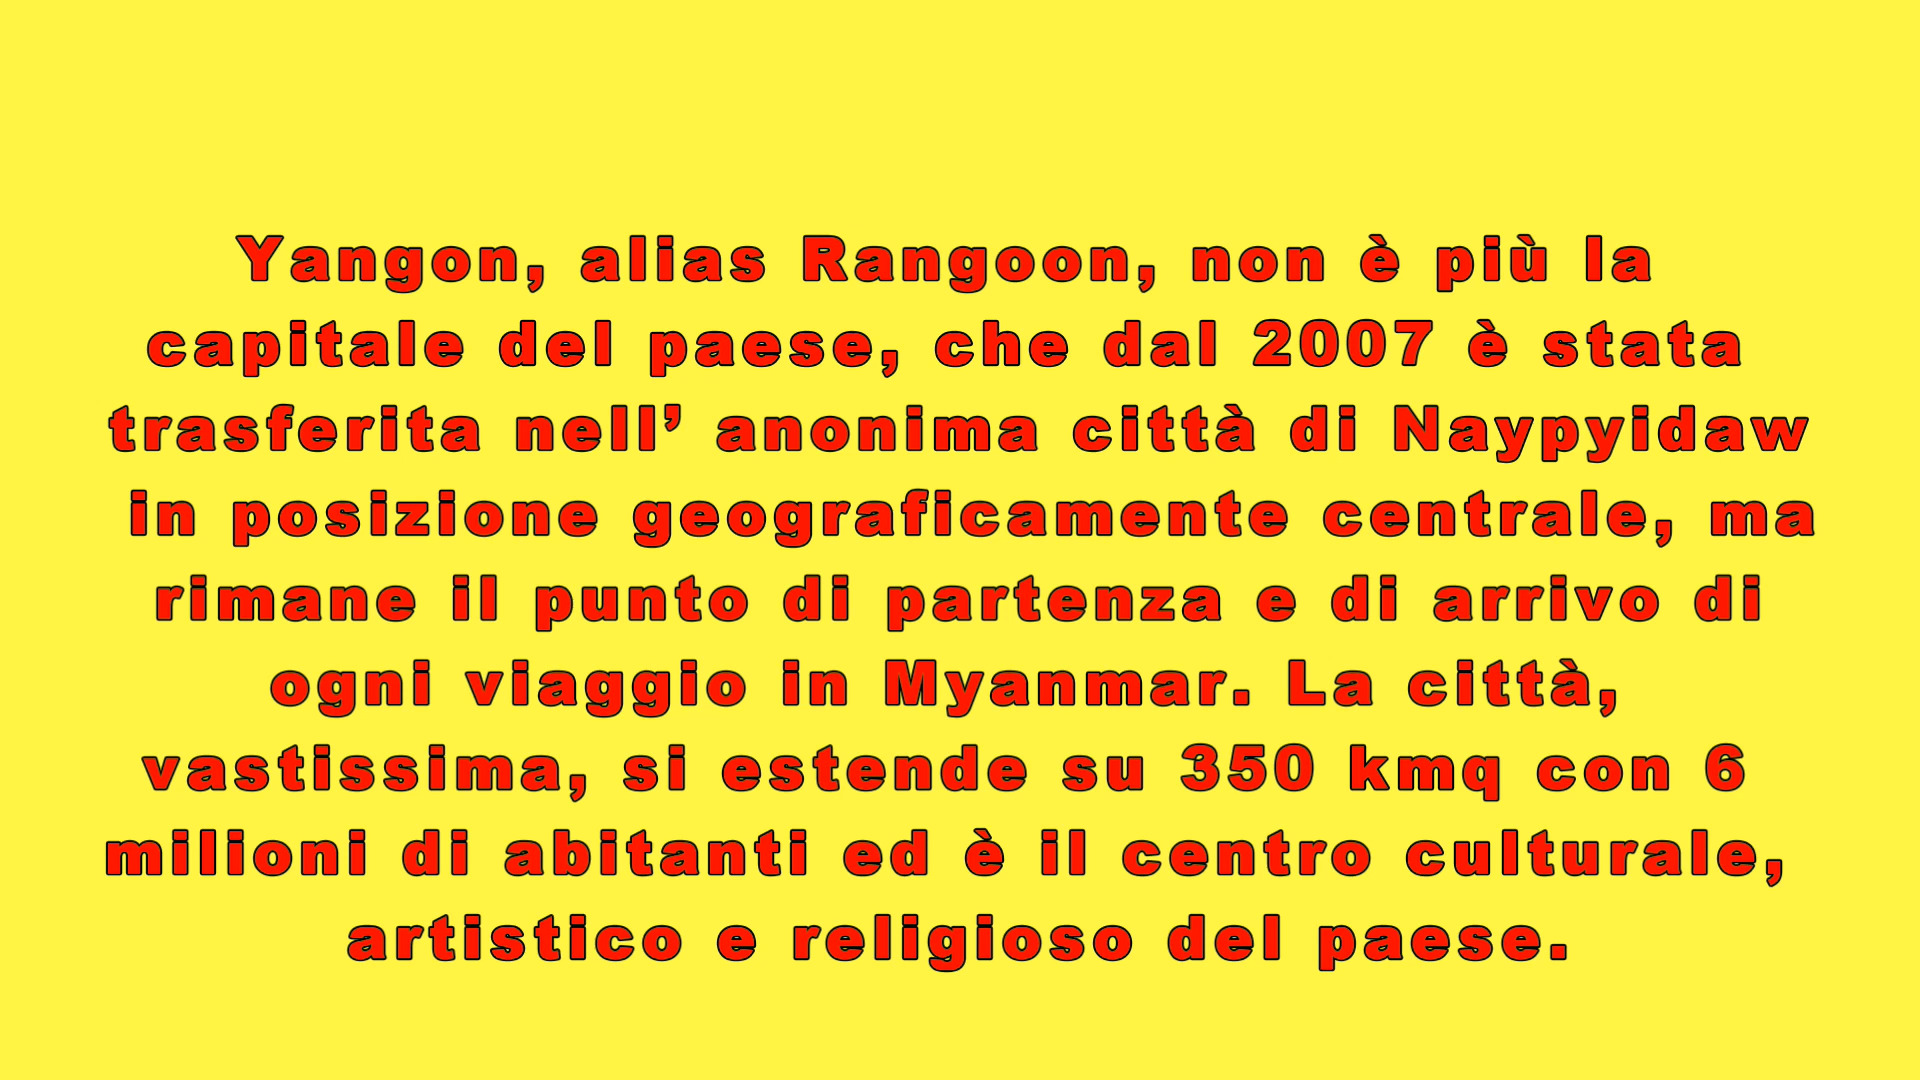 Yangon, alias Rangoon, non è più la
capitale del paese, che dal 2007 è stata
trasferita nell’ anonima città di Naypyidaw
in posizione geograficamente centrale, ma
rimane il punto di partenza e di arrivo di
ogni viaggio in Myanmar. La città,
vastissima, si estende su 350 kmq con 6
milioni di abitanti ed è il centro culturale,
artistico e religioso del paese.